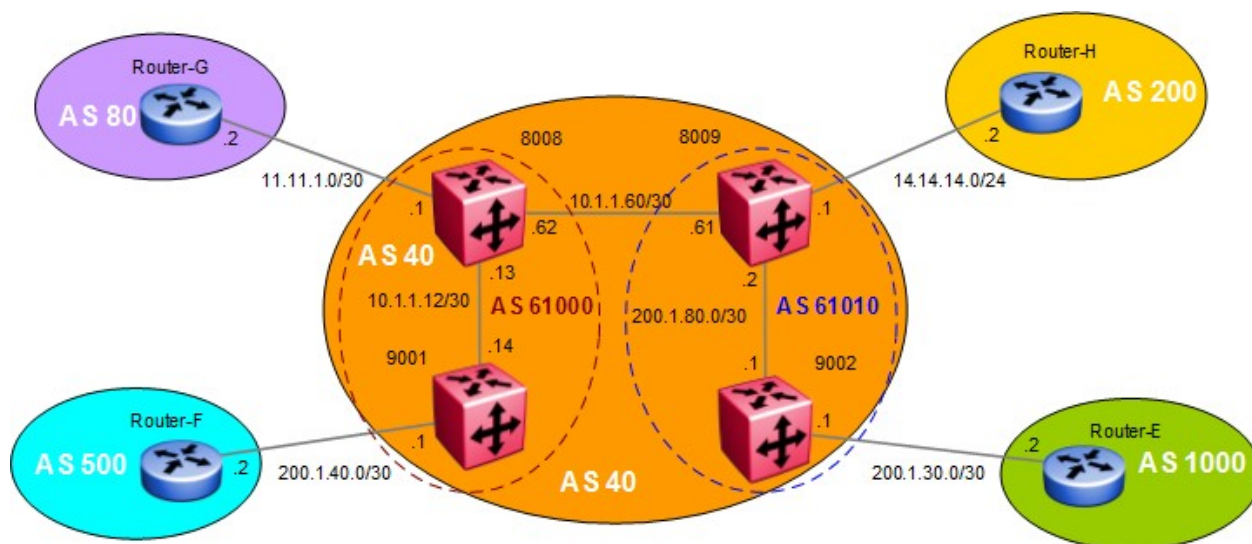 Router-G
AS 80
.2
11.11.1.0/30
Router-H
AS 200
.2
14.14.14.0/24
8008
8009
10.1.1.60/30
.1
.62
.61
.1
AS 40
.13
.2
10.1.1.12/30
AS 61000
200.1.80.0/30
AS 61010
.14
9001
.1
9002
.1
.1
Router-F
AS 500
.2
200.1.40.0/30
AS 40
200.1.30.0/30
.2
Router-E
AS 1000